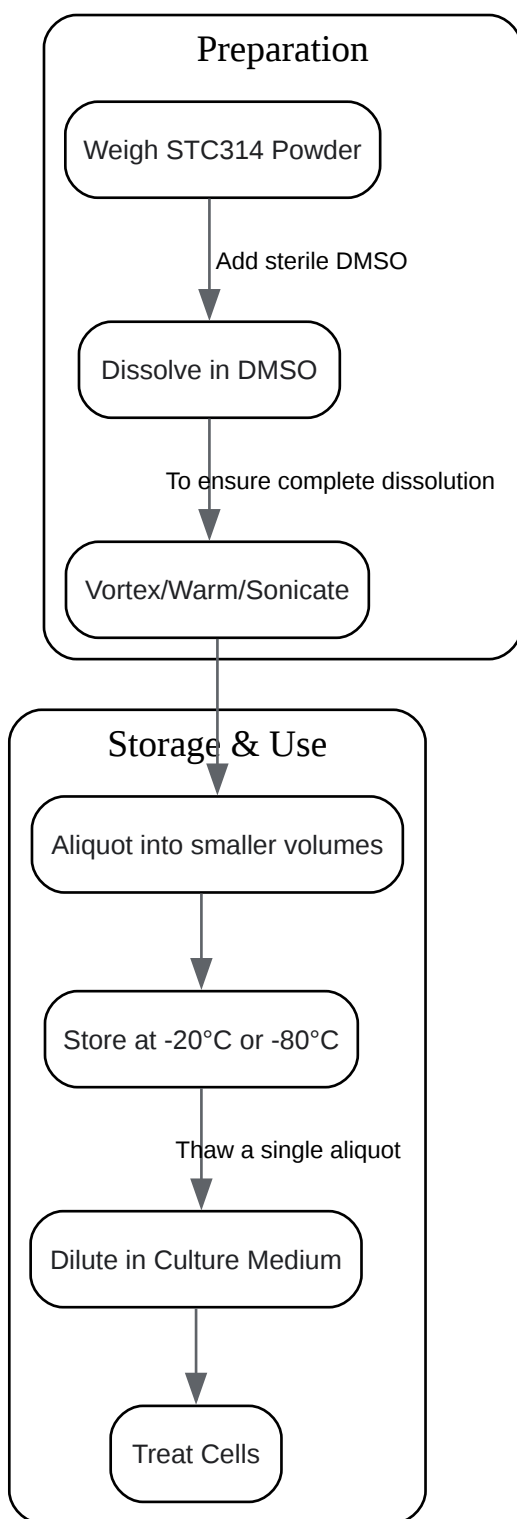 Preparation
Weigh STC314 Powder
Add sterile DMSO
Dissolve in DMSO
To ensure complete dissolution
Vortex/Warm/Sonicate
Storage & Use
Aliquot into smaller volumes
Store at -20°C or -80°C
Thaw a single aliquot
Dilute in Culture Medium
Treat Cells